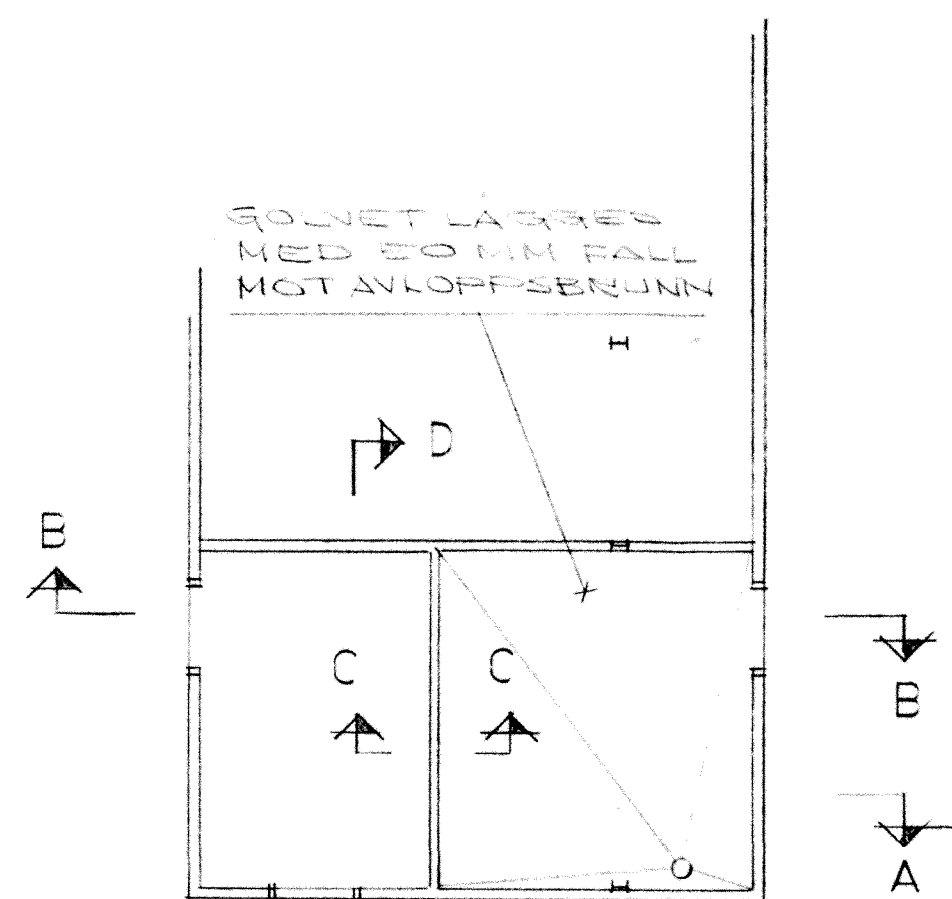 GOLVET LÄGGES
MED 20 MM FALL
MOT AVLOPPSBRUNN
D
B
C C
B
A